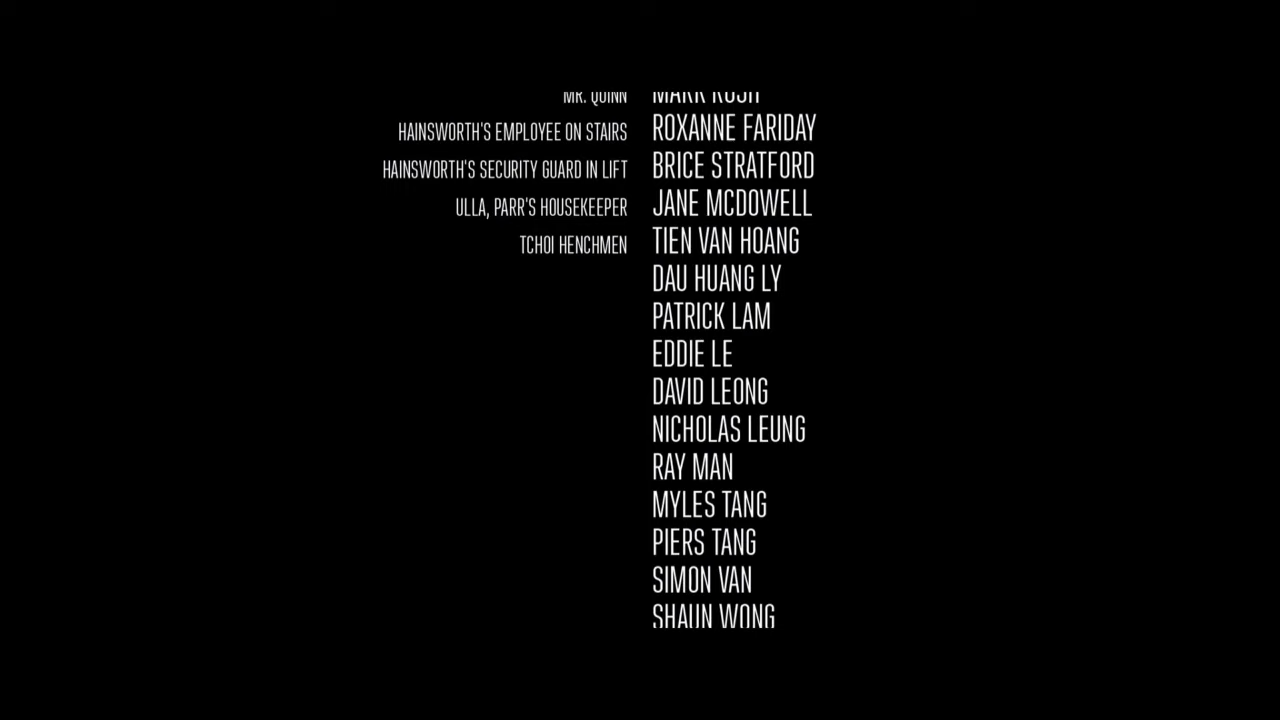 MR. QUINN MARK RUSH
HAINSWORTH'S EMPLOYEE ON STAIRS ROXANNE FARIDAY
HAINSWORTH'S SECURITY GUARD IN LIFT BRICE STRATFORD
ULLA, PARR'S HOUSEKEEPER JANE MCDOWELL
TCHOI HENCHMEN TIEN VAN HOANG
DAU HUANG LY
PATRICK LAM
EDDIE LE
DAVID LEONG
NICHOLAS LEUNG
RAY MAN
MYLES TANG
PIERS TANG
SIMON VAN
SHAUN WONG